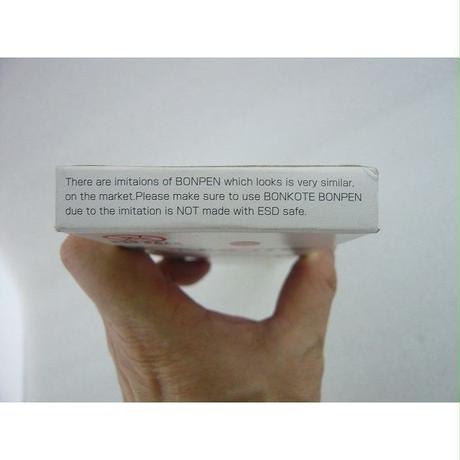 There are imitaions of BONPEN which looks is very similar,
on the market.Please make sure to use BONKOTE BONPEN
due to the imitation is NOT made with ESD safe.